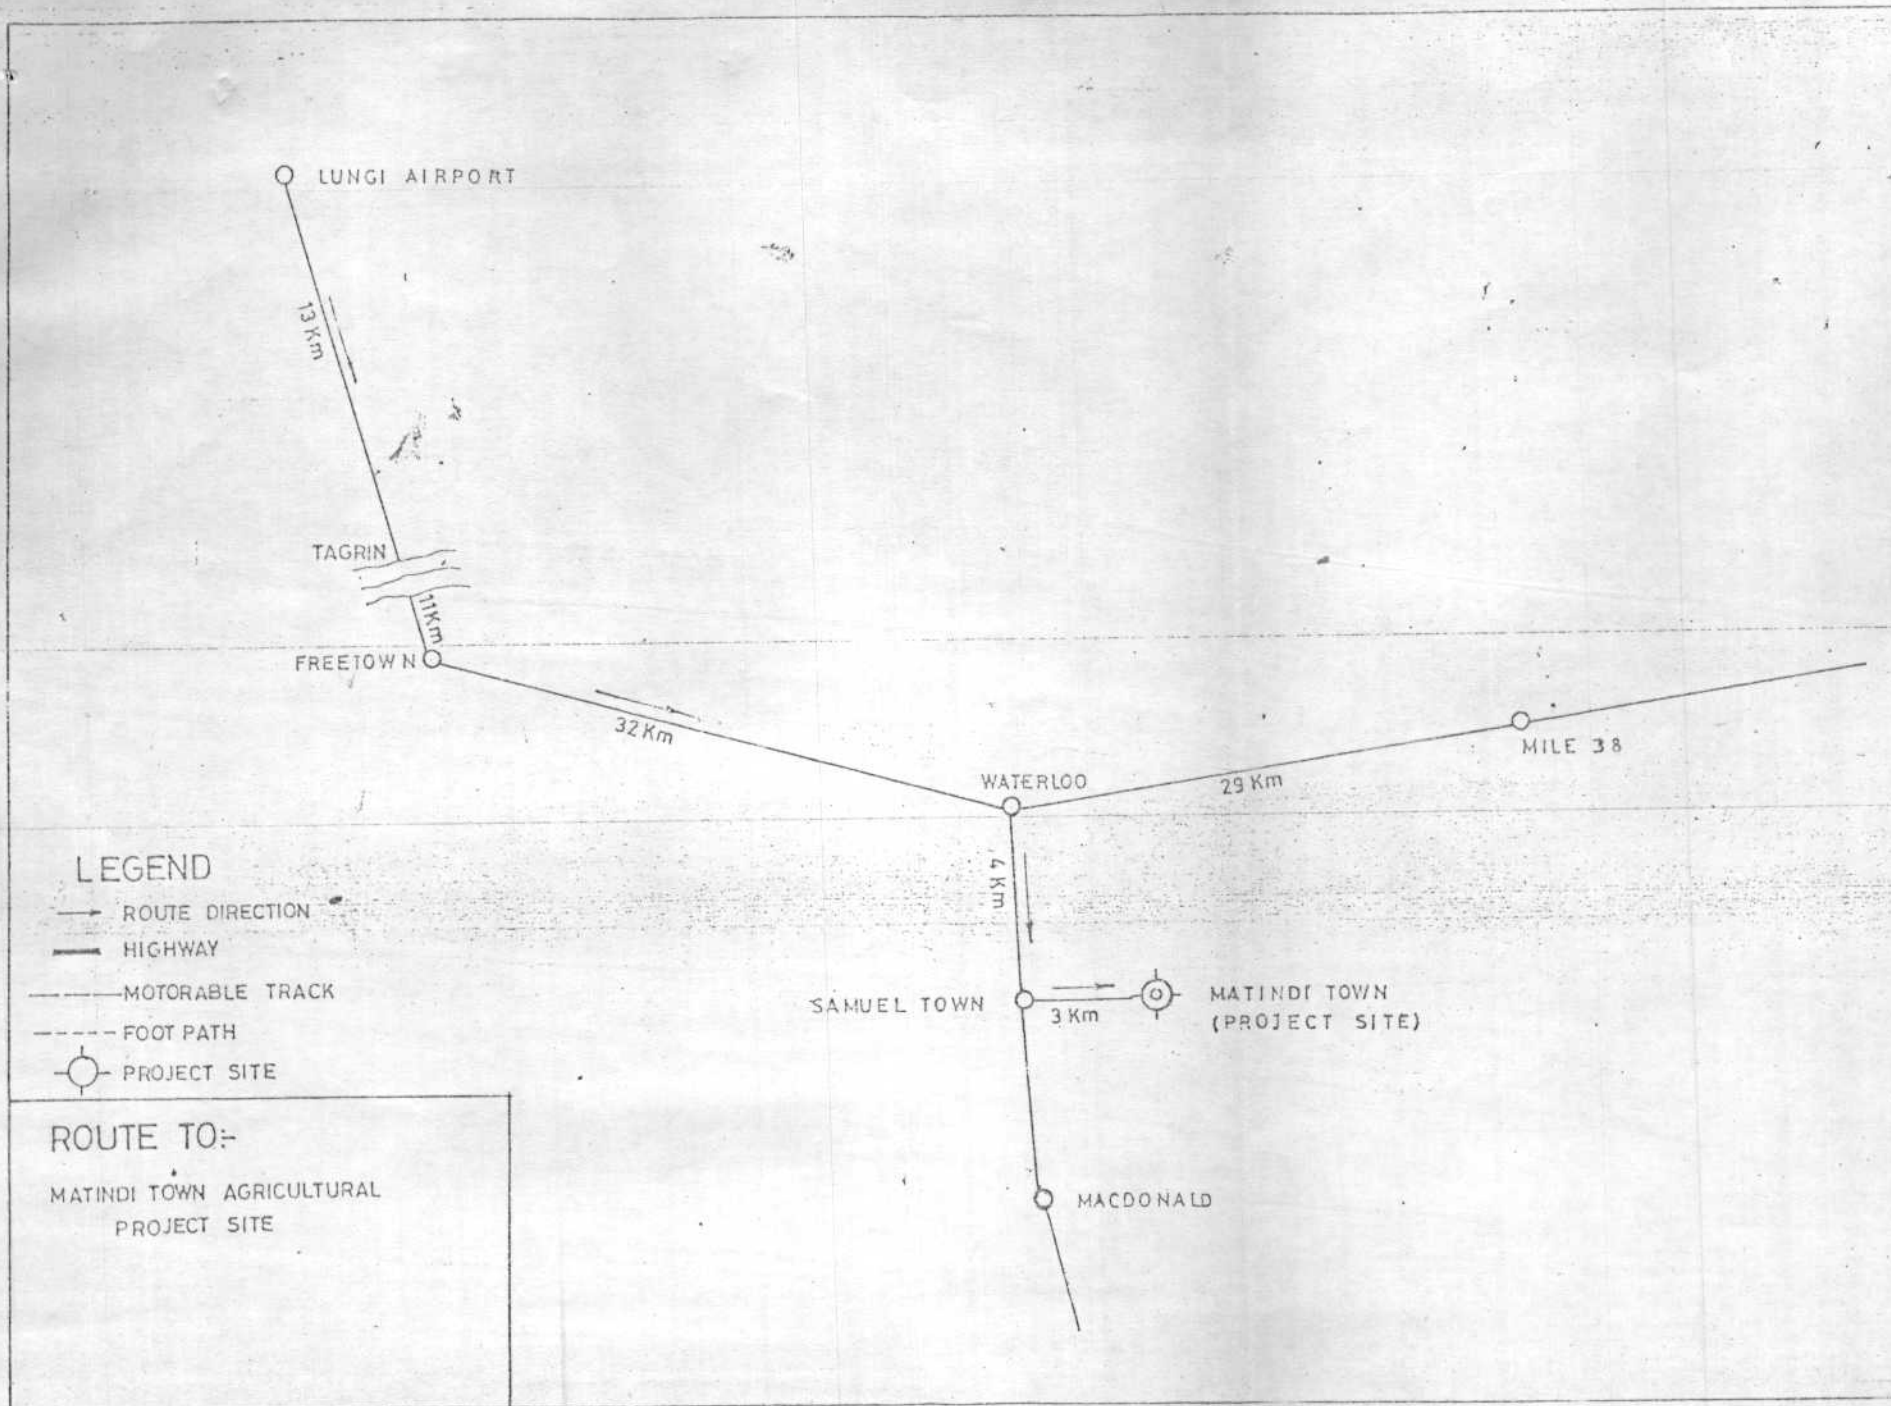 LUNGI AIRPORT
13 Km
TAGRIN
11Km
FREETOWN
32 Km
WATERLOO
29 Km
MILE 38
4 Km
SAMUEL TOWN
3 Km
MATINDI TOWN
(PROJECT SITE)
MACDONALD
LEGEND
ROUTE DIRECTION
HIGHWAY
MOTORABLE TRACK
FOOT PATH
PROJECT SITE
ROUTE TO:-
MATINDI TOWN AGRICULTURAL
PROJECT SITE